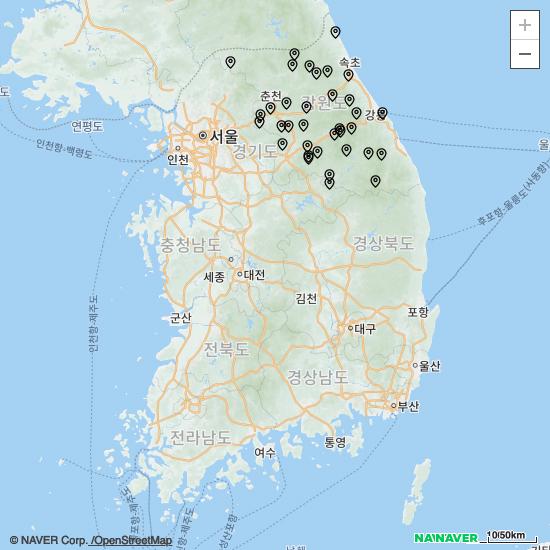 +
−
속초
춘천
강원도
강릉
연평도
서울
인천항-백령도
경기도
인천
울
후포항-울릉도(사동항)
충청남도
경상북도
세종
대전
인천항-제주도
김천
군산
포항
대구
전북도
울산
경상남도
부산
전라남도
통영
여수
© NAVER Corp. /OpenStreetMap
NA NAVER
10/50km